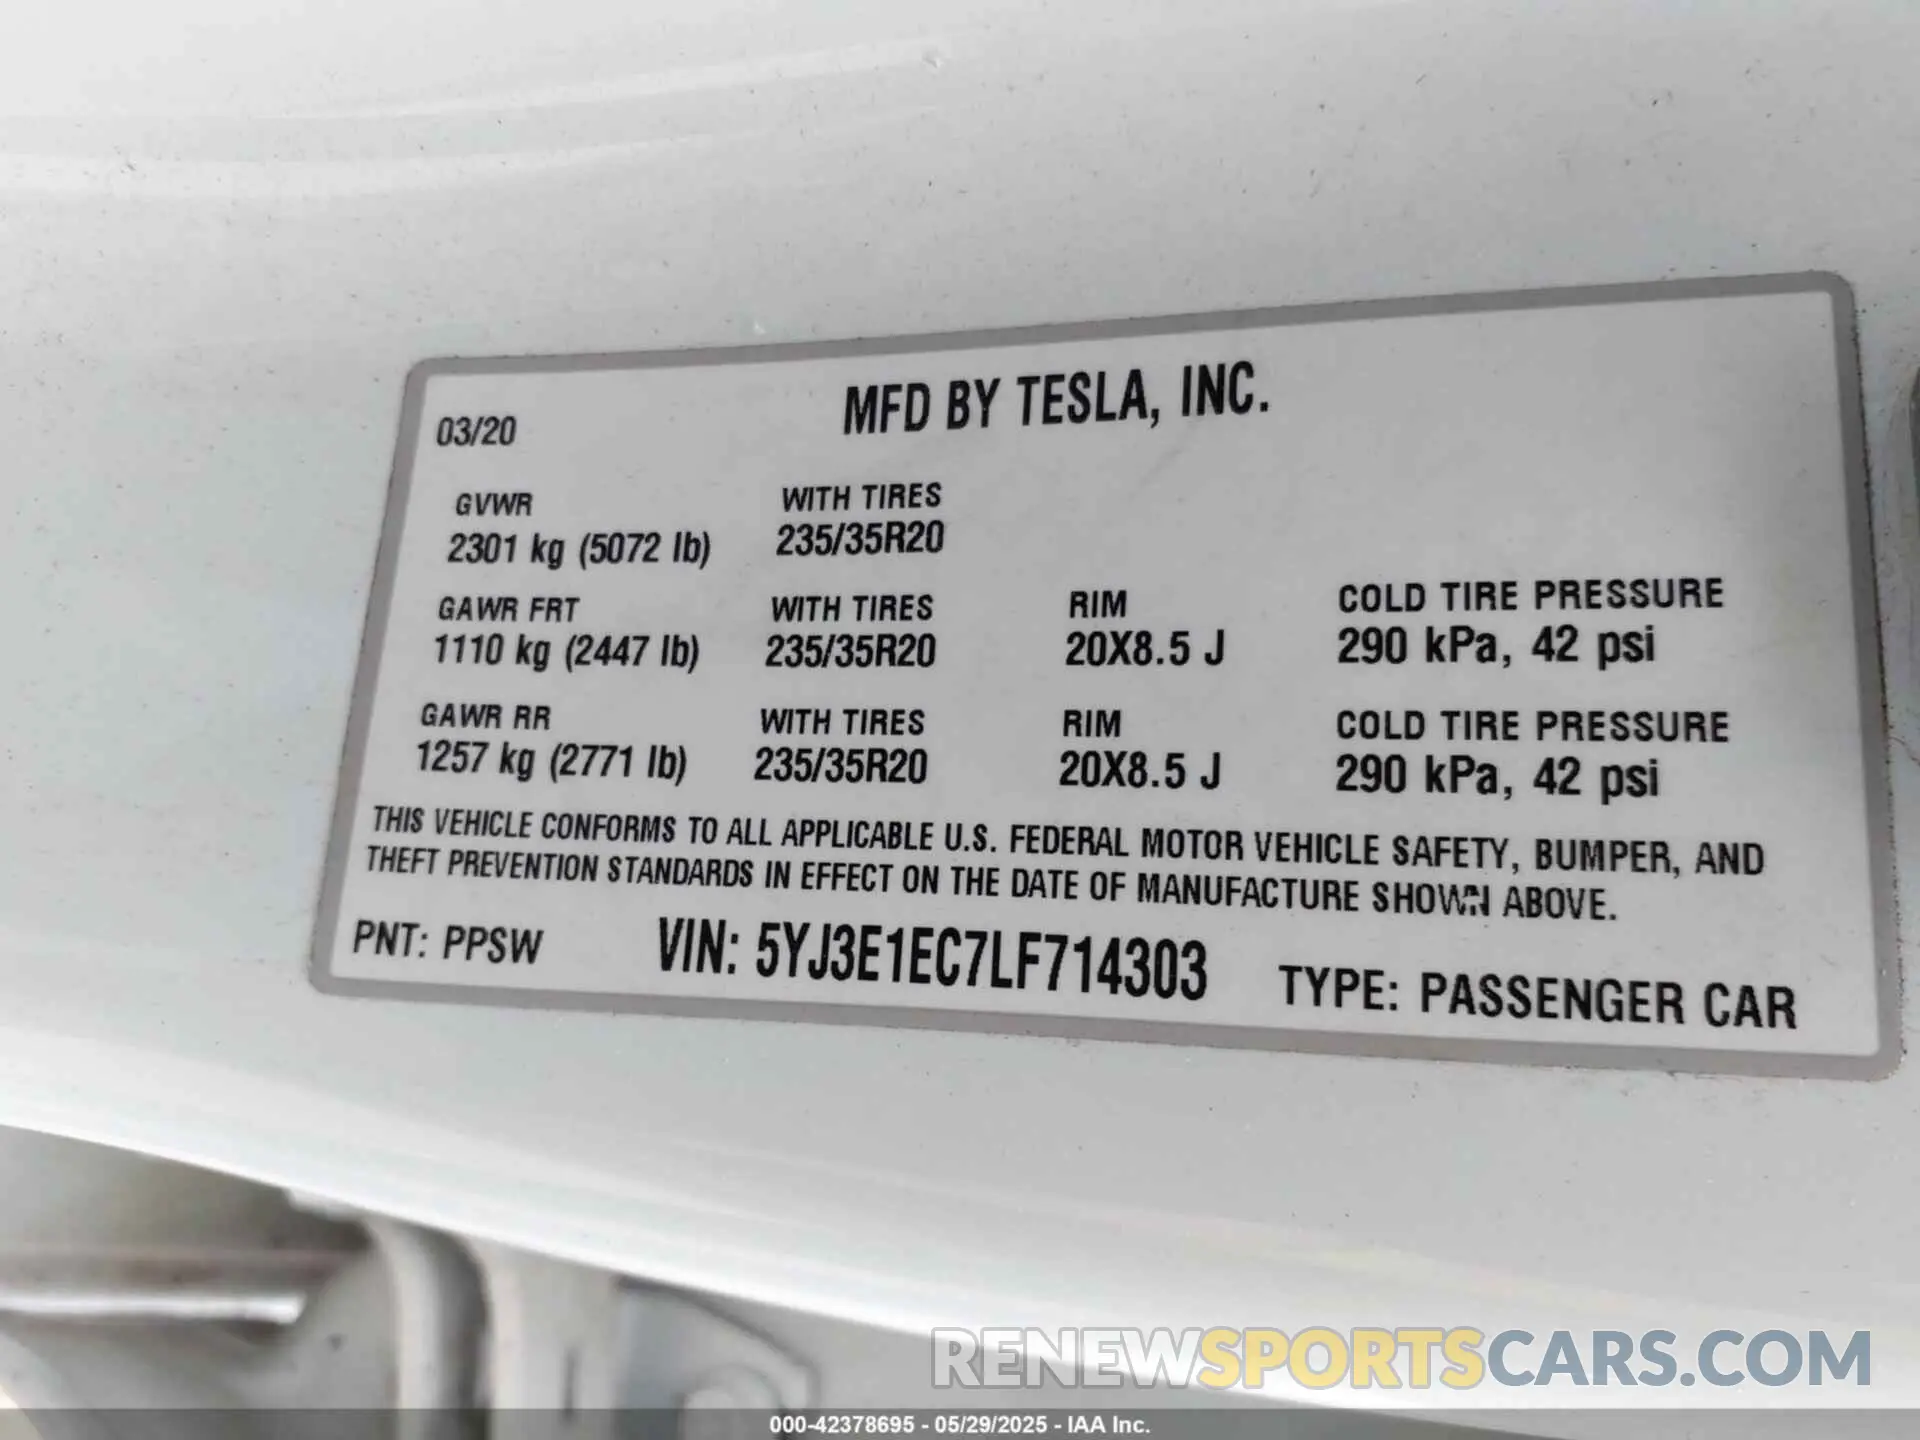 MFD BY TESLA, INC.
03/20
GVWR WITH TIRES
2301 kg (5072 lb) 235/35R20
GAWR FRT WITH TIRES RIM COLD TIRE PRESSURE
1110 kg (2447 lb) 235/35R20 20X8.5 J 290 kPa, 42 psi
GAWR RR WITH TIRES RIM COLD TIRE PRESSURE
1257 kg (2771 lb) 235/35R20 20X8.5 J 290 kPa, 42 psi
THIS VEHICLE CONFORMS TO ALL APPLICABLE U.S. FEDERAL MOTOR VEHICLE SAFETY, BUMPER, AND
THEFT PREVENTION STANDARDS IN EFFECT ON THE DATE OF MANUFACTURE SHOWN ABOVE.
PNT: PPSW VIN: 5YJ3E1EC7LF714303 TYPE: PASSENGER CAR
RENEWSPORTSCARS.COM
000-42378695 - 05/29/2025 - IAA Inc.